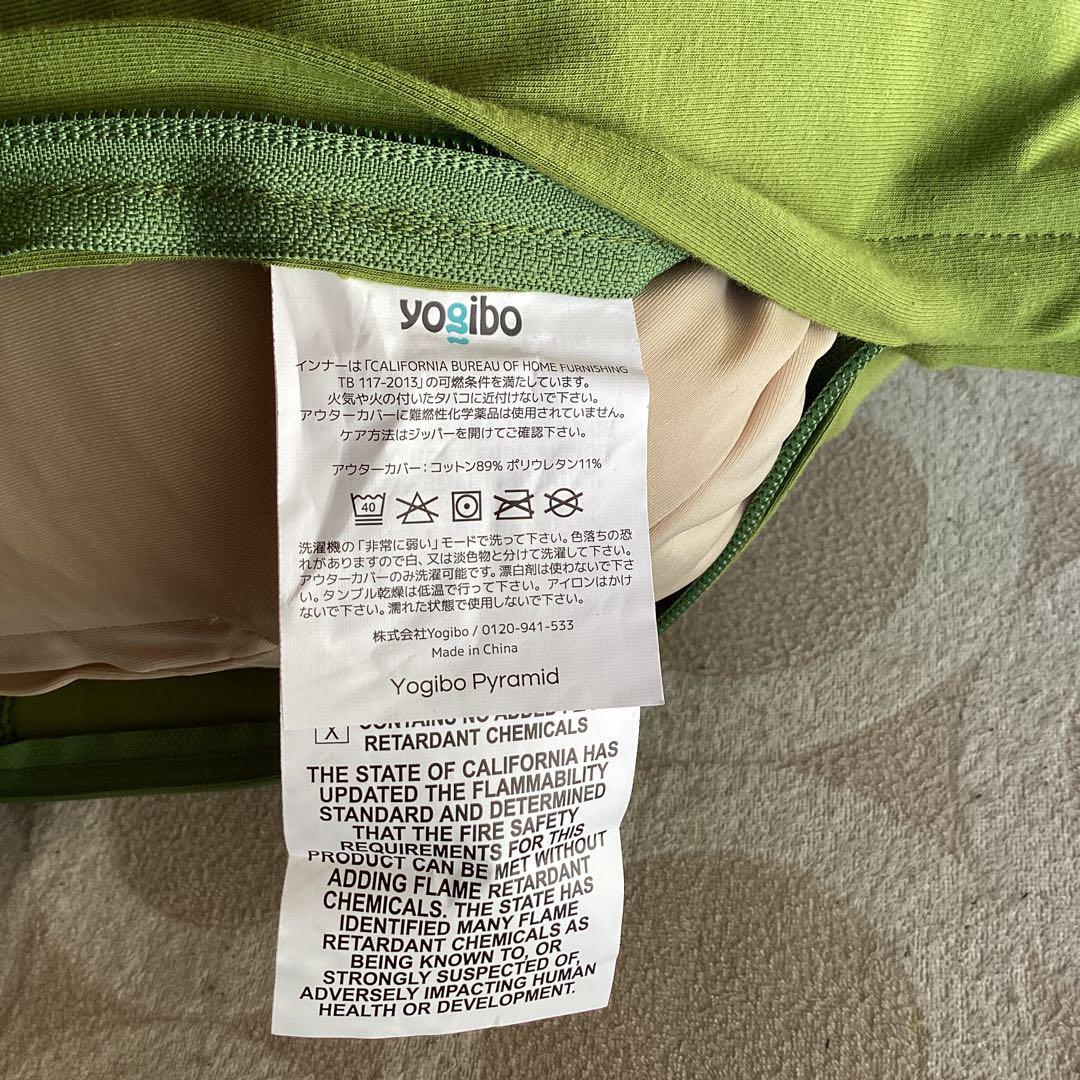 yogibo
インナーは「CALIFORNIA BUREAU OF HOME FURNISHING
TB 117-2013」の可燃条件を満たしています。
火気や火の付いたタバコに近付けないで下さい。
アウターカバーに難燃性化学薬品は使用されていません。
ケア方法はジッパーを開けてご確認下さい。
アウターカバー：コットン89% ポリウレタン11%
40
洗濯機の「非常に弱い」モードで洗って下さい。色落ちの恐
れがありますので白、又は淡色物と分けて洗濯して下さい。
アウターカバーのみ洗濯可能です。漂白剤は使わないで下さ
い。タンブル乾燥は低温で行って下さい。アイロンはかけ
ないで下さい。濡れた状態で使用しないで下さい。
株式会社Yogibo / 0120-941-533
Made in China
Yogibo Pyramid
X CONTAINS NO ADDED
RETARDANT CHEMICALS
THE STATE OF CALIFORNIA HAS
UPDATED THE FLAMMABILITY
STANDARD AND DETERMINED
THAT THE FIRE SAFETY
REQUIREMENTS FOR THIS
PRODUCT CAN BE MET WITHOUT
ADDING FLAME RETARDANT
CHEMICALS. THE STATE HAS
IDENTIFIED MANY FLAME
RETARDANT CHEMICALS AS
BEING KNOWN TO, OR
STRONGLY SUSPECTED OF,
ADVERSELY IMPACTING HUMAN
HEALTH OR DEVELOPMENT.